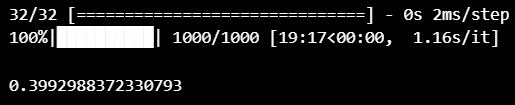 32/32 [==============================] - 0s 2ms/step
100%|██████████| 1000/1000 [19:17<00:00,  1.16s/it]
0.3992988372330793